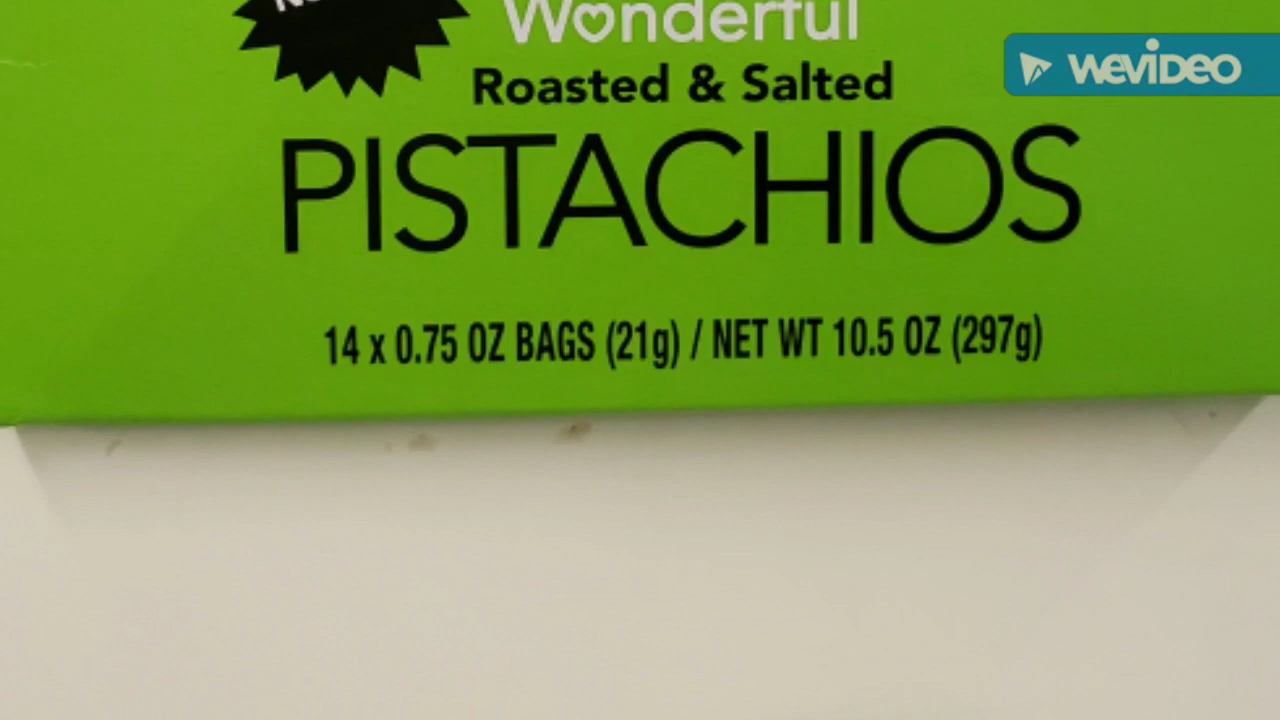 Wonderful
WEVIDEO
Roasted & Salted
PISTACHIOS
14 x 0.75 OZ BAGS (21g) / NET WT 10.5 OZ (297g)